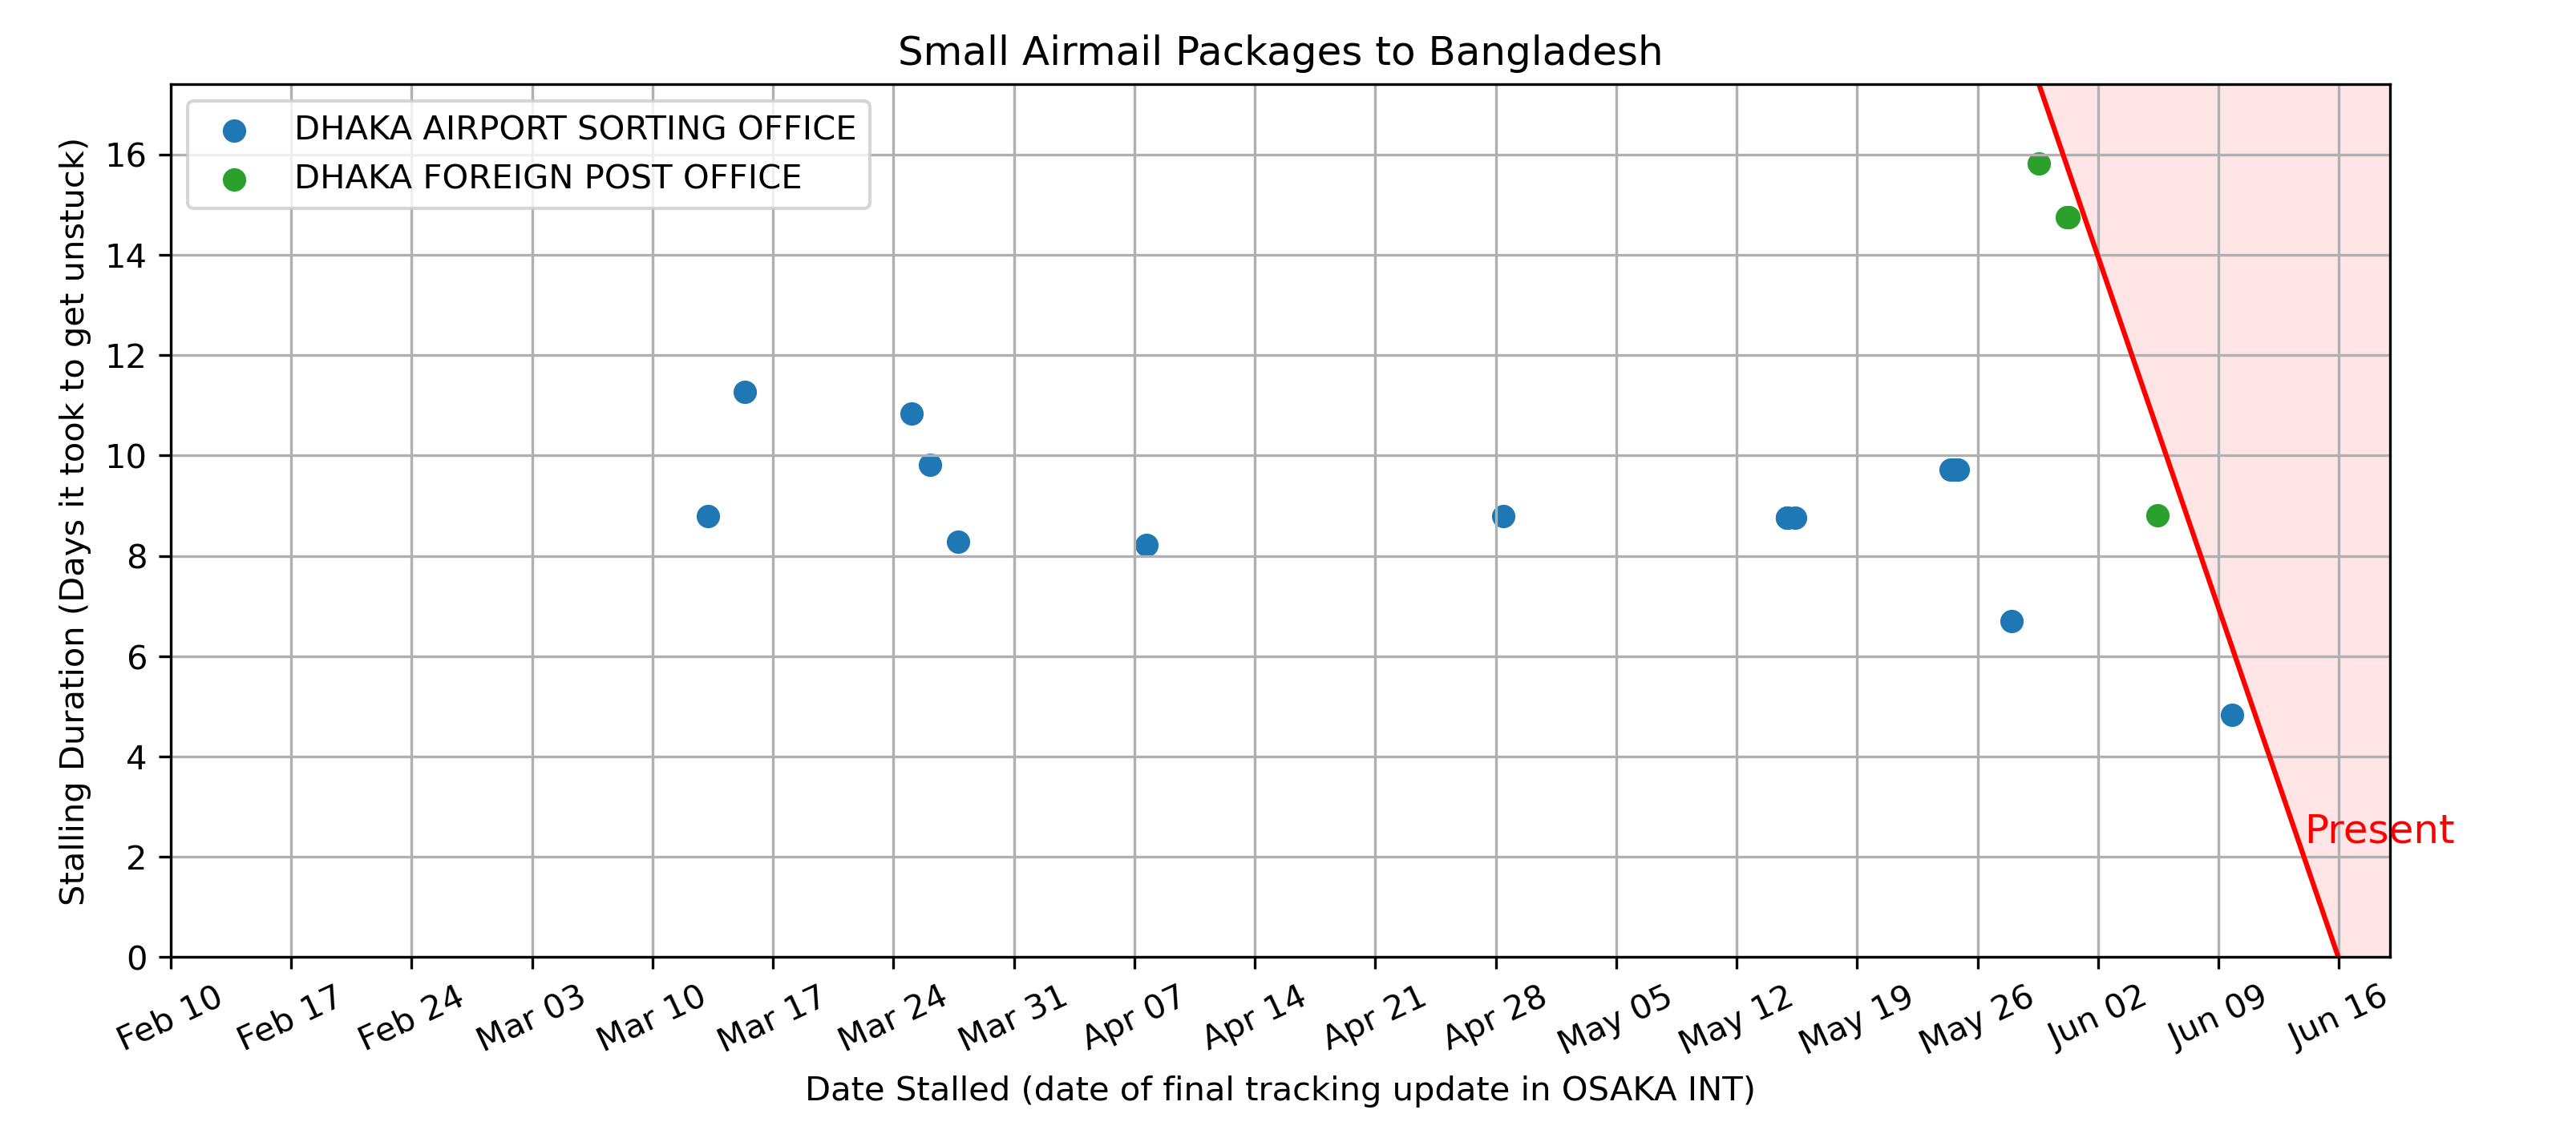 Small Airmail Packages to Bangladesh
DHAKA AIRPORT SORTING OFFICE
DHAKA FOREIGN POST OFFICE
Stalling Duration (Days it took to get unstuck)
16
14
12
10
8
6
4
2
0
Present
Feb 10
Feb 17
Feb 24
Mar 03
Mar 10
Mar 17
Mar 24
Mar 31
Apr 07
Apr 14
Apr 21
Apr 28
May 05
May 12
May 19
May 26
Jun 02
Jun 09
Jun 16
Date Stalled (date of final tracking update in OSAKA INT)